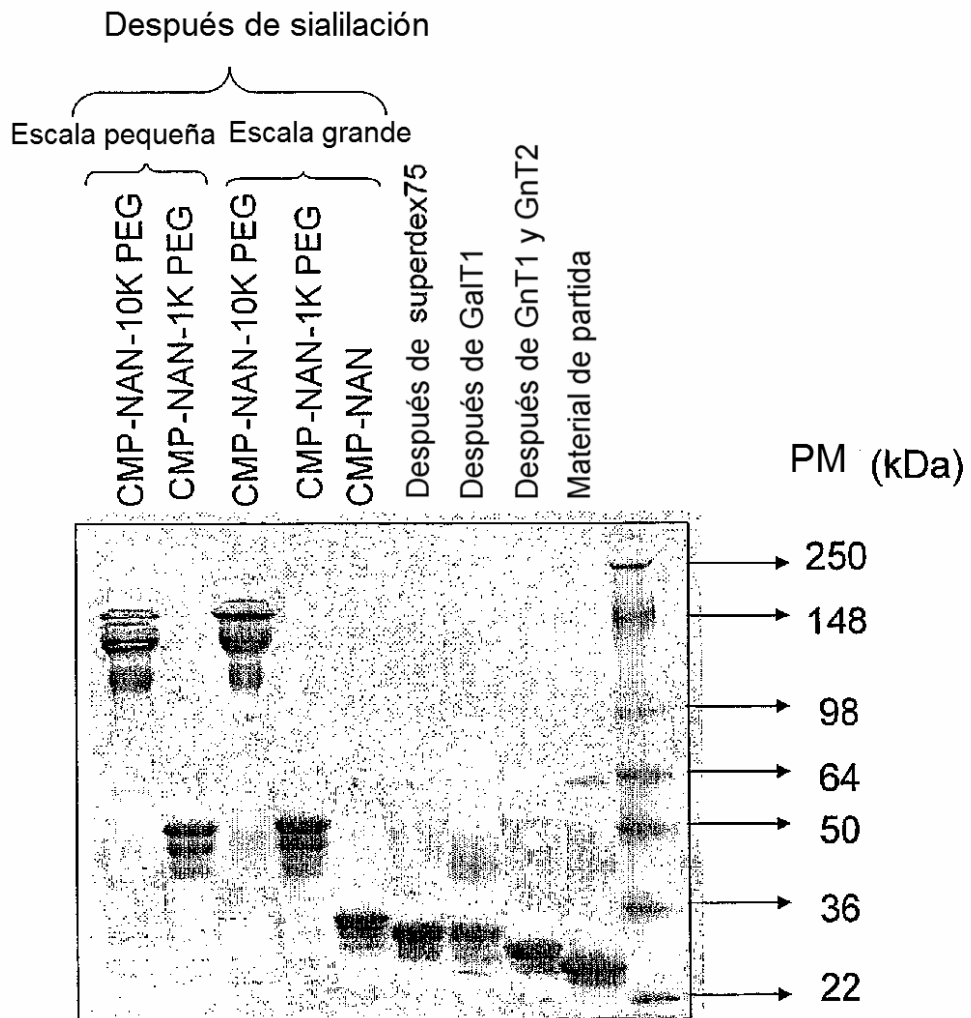 Después de sialilación
Escala pequeña Escala grande
CMP-NAN-10K PEG
CMP-NAN-1K PEG
CMP-NAN-10K PEG
CMP-NAN-1K PEG
CMP-NAN
Después de superdex75
Después de GalT1
Después de GnT1 y GnT2
Material de partida
PM (kDa)
250
148
98
64
50
36
22